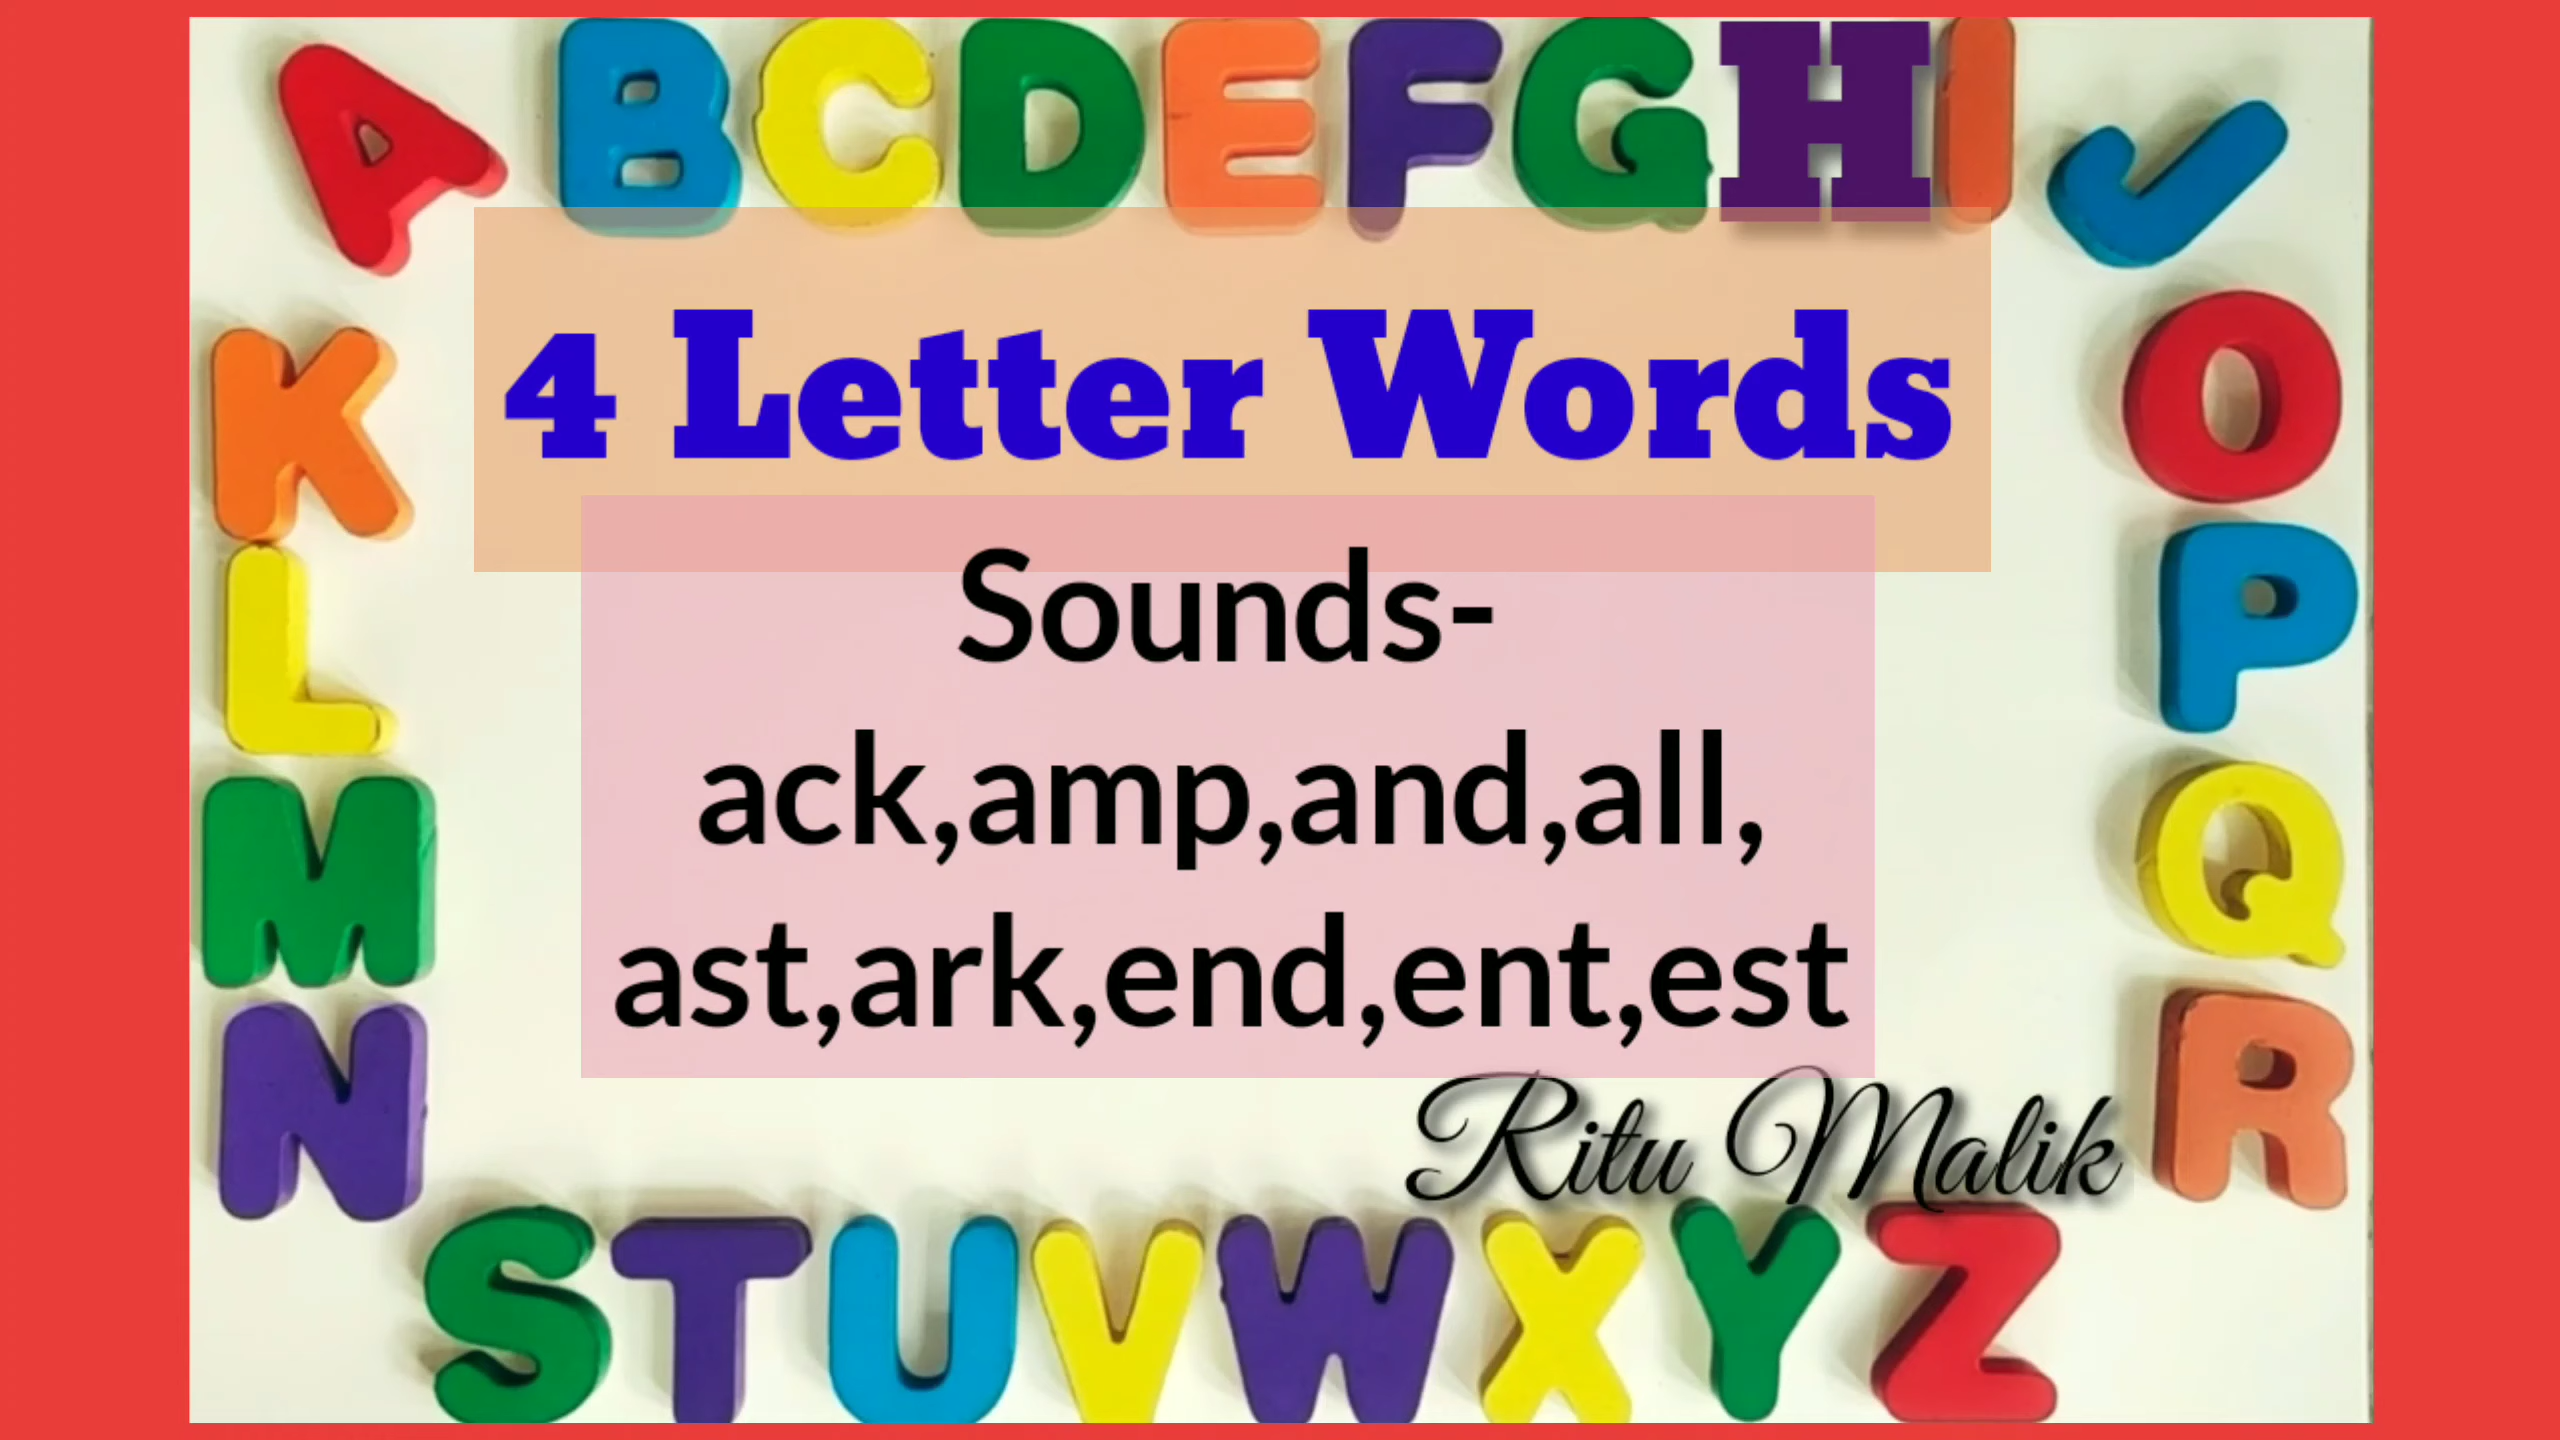 A B C D E F G H I J
4 Letter Words
K O
Sounds-
L P
ack,amp,and,all,
M Q
ast,ark,end,ent,est
N R
Ritu Malik
S T U V W X Y Z